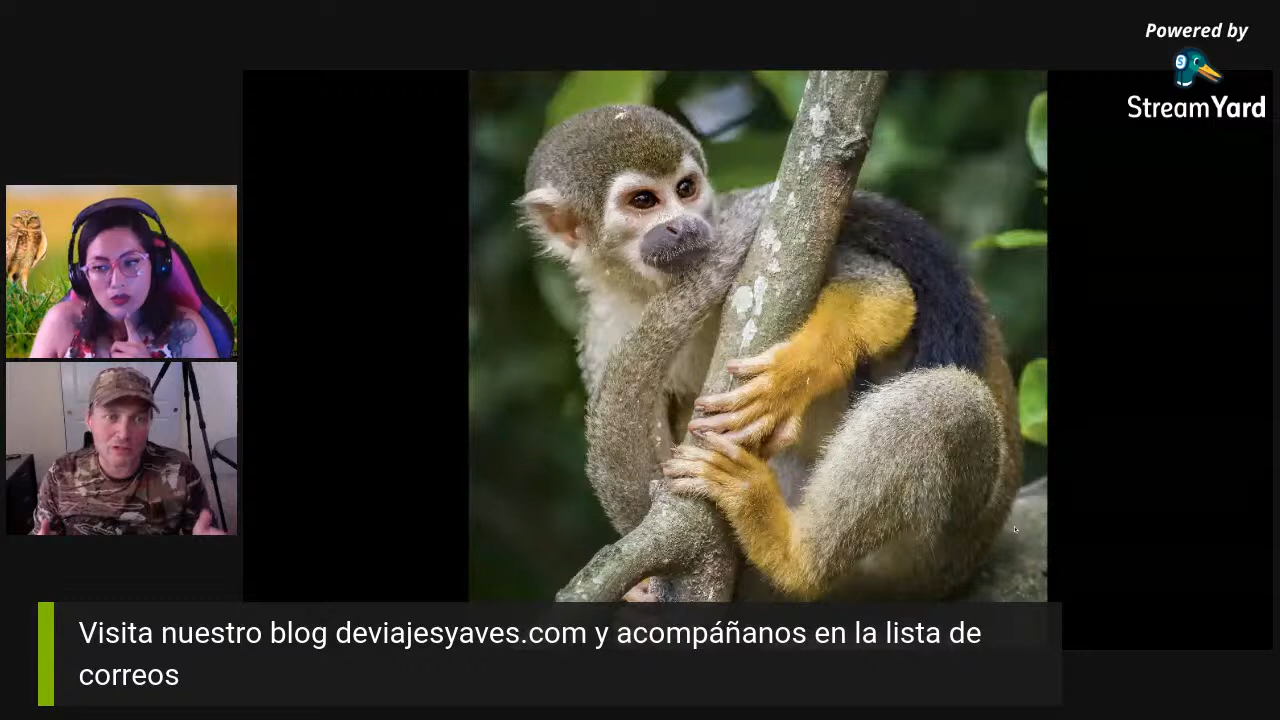 Powered by
StreamYard
Visita nuestro blog deviajesyaves.com y acompáñanos en la lista de
correos